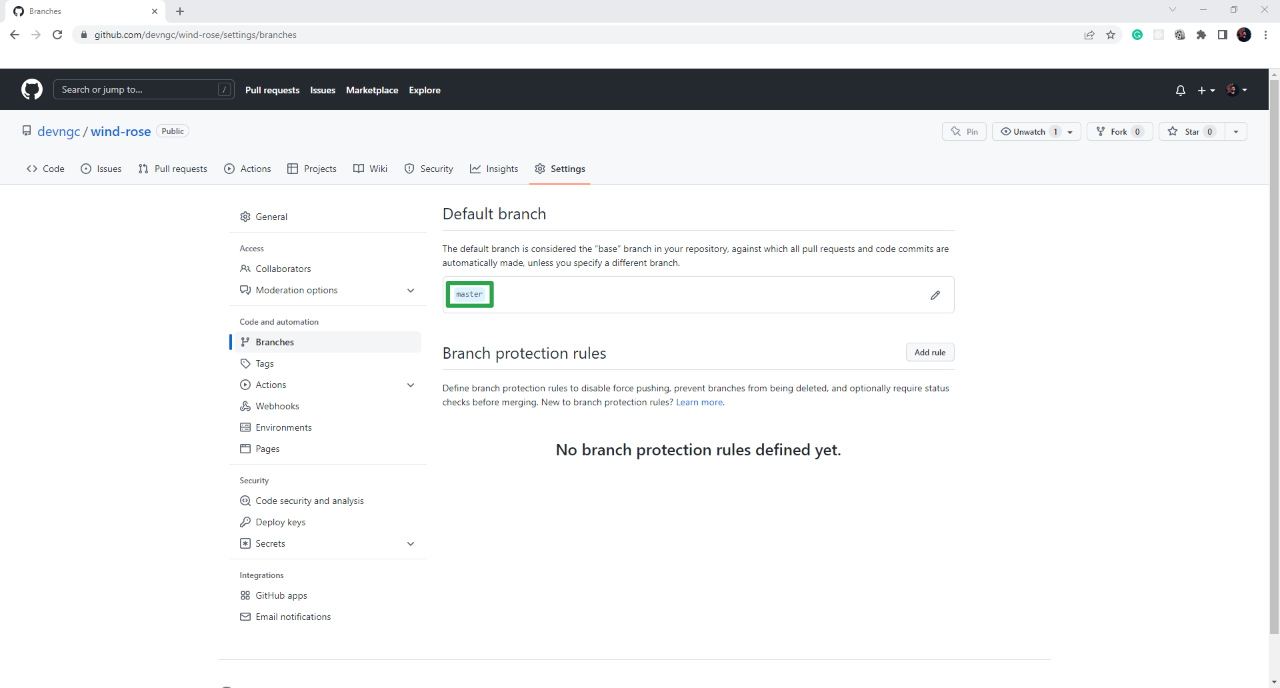 Branches
github.com/devngc/wind-rose/settings/branches
Search or jump to... /
Pull requests Issues Marketplace Explore
devngc / wind-rose Public
Pin Unwatch 1 Fork 0 Star 0
Code Issues Pull requests Actions Projects Wiki Security Insights Settings
General
Access
Collaborators
Moderation options
Code and automation
Branches
Tags
Actions
Webhooks
Environments
Pages
Security
Code security and analysis
Deploy keys
Secrets
Integrations
GitHub apps
Email notifications
Default branch
The default branch is considered the "base" branch in your repository, against which all pull requests and code commits are
automatically made, unless you specify a different branch.
master
Branch protection rules
Add rule
Define branch protection rules to disable force pushing, prevent branches from being deleted, and optionally require status
checks before merging. New to branch protection rules? Learn more.
No branch protection rules defined yet.